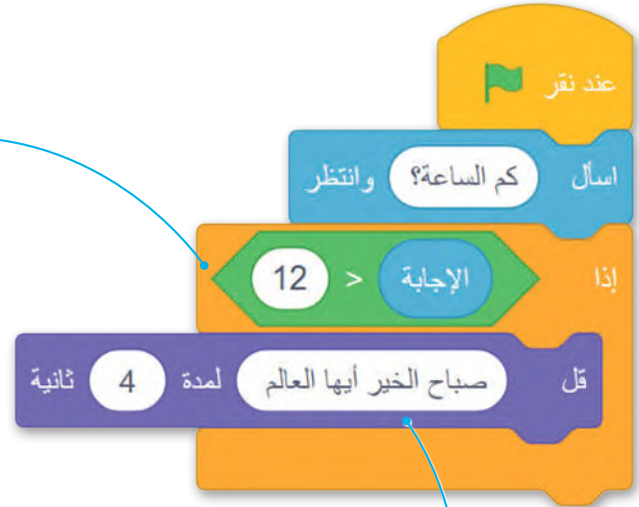 عند نقر
اسأل كم الساعة؟ وانتظر
إذا الإجابة < 12
قل صباح الخير أيها العالم لمدة 4 ثانية